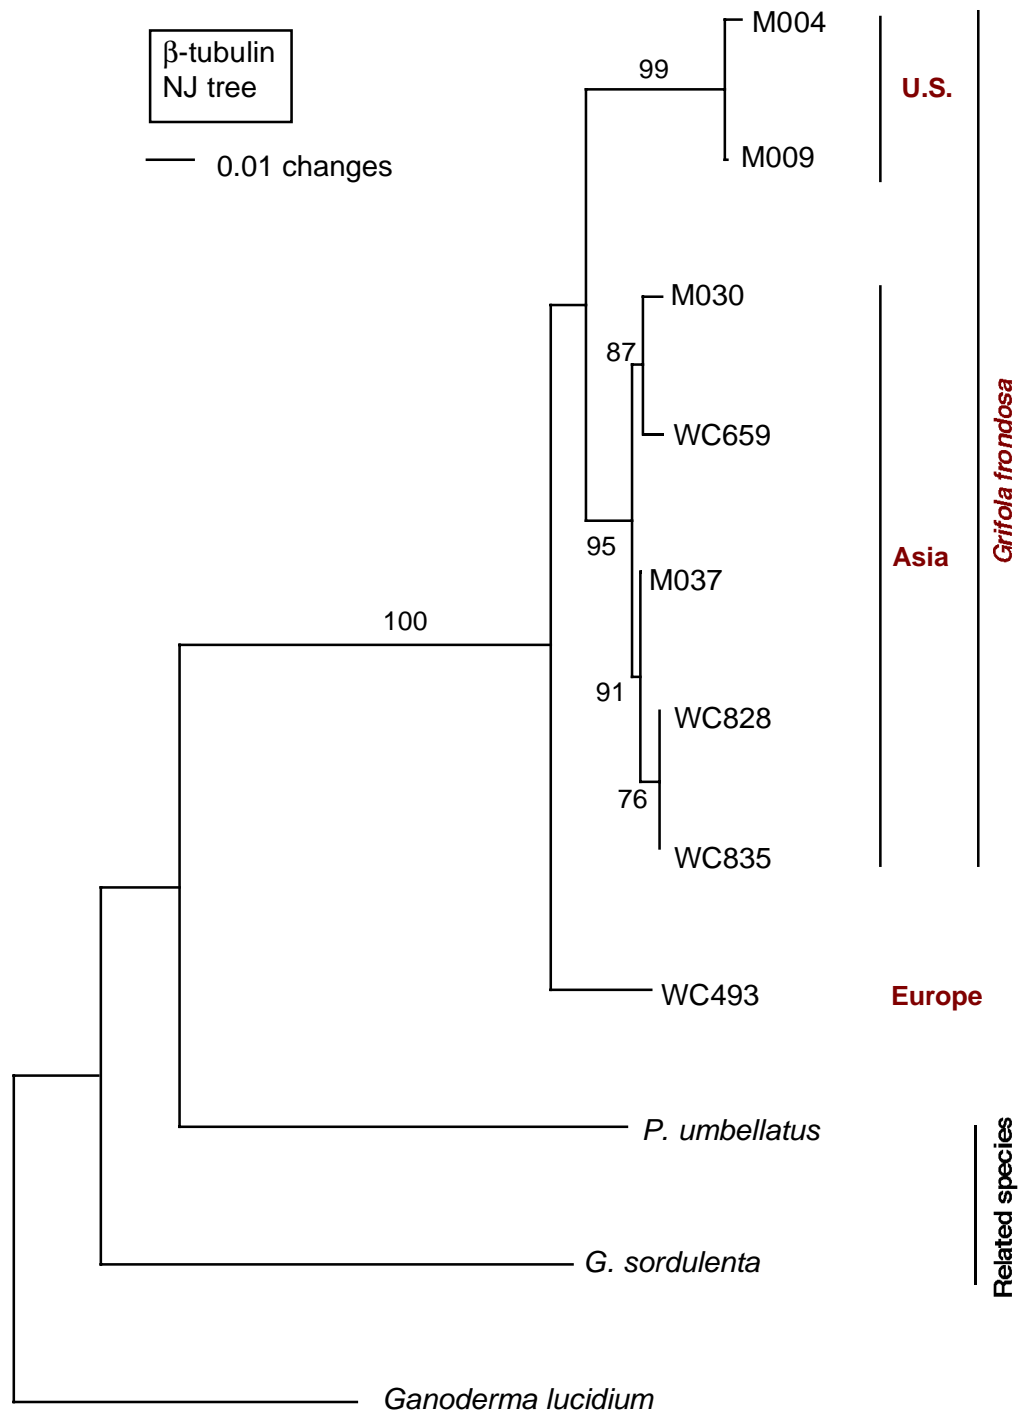 β-tubulin
NJ tree
0.01 changes
M004
99
U.S.
M009
M030
87
WC659
Grifola frondosa
95
Asia
M037
100
91
WC828
76
WC835
WC493
Europe
P. umbellatus
Related species
G. sordulenta
Ganoderma lucidium